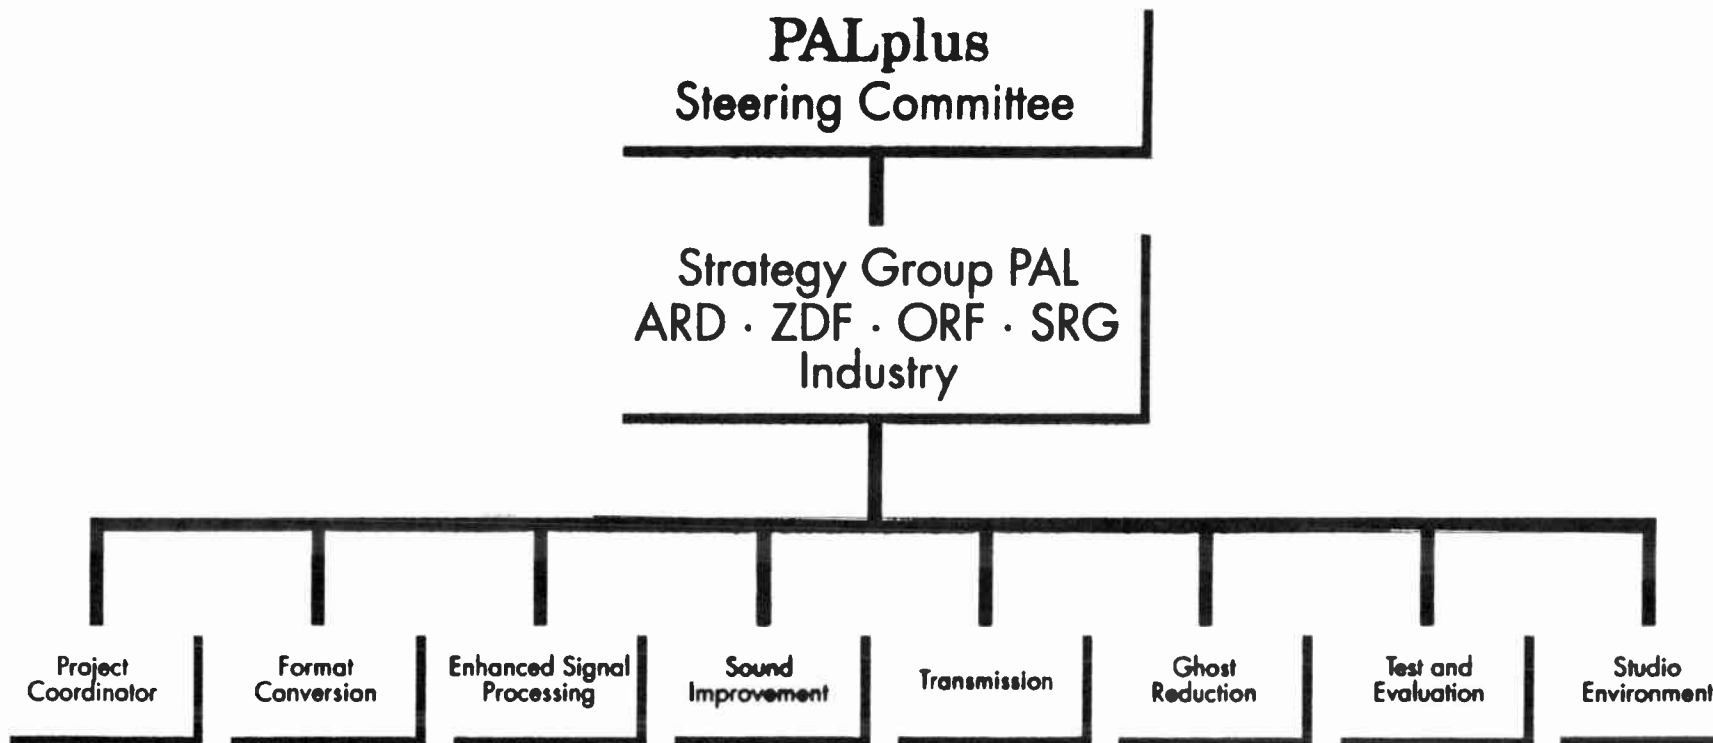 PALplus
Steering Committee
Strategy Group PAL
ARD · ZDF · ORF · SRG
Industry
Project
Coordinator
Format
Conversion
Enhanced Signal
Processing
Sound
Improvement
Transmission
Ghost
Reduction
Test and
Evaluation
Studio
Environment